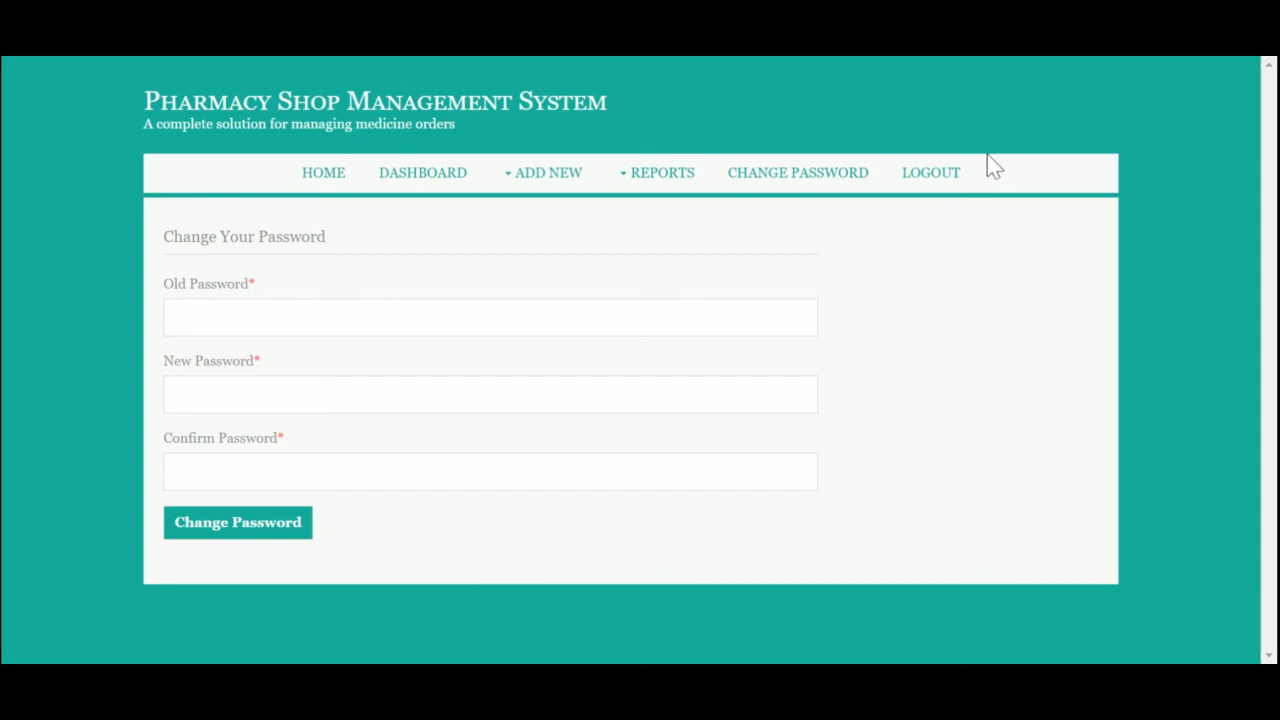 Pharmacy Shop Management System
A complete solution for managing medicine orders
HOME DASHBOARD ADD NEW REPORTS CHANGE PASSWORD LOGOUT
Change Your Password
Old Password*
New Password*
Confirm Password*
Change Password